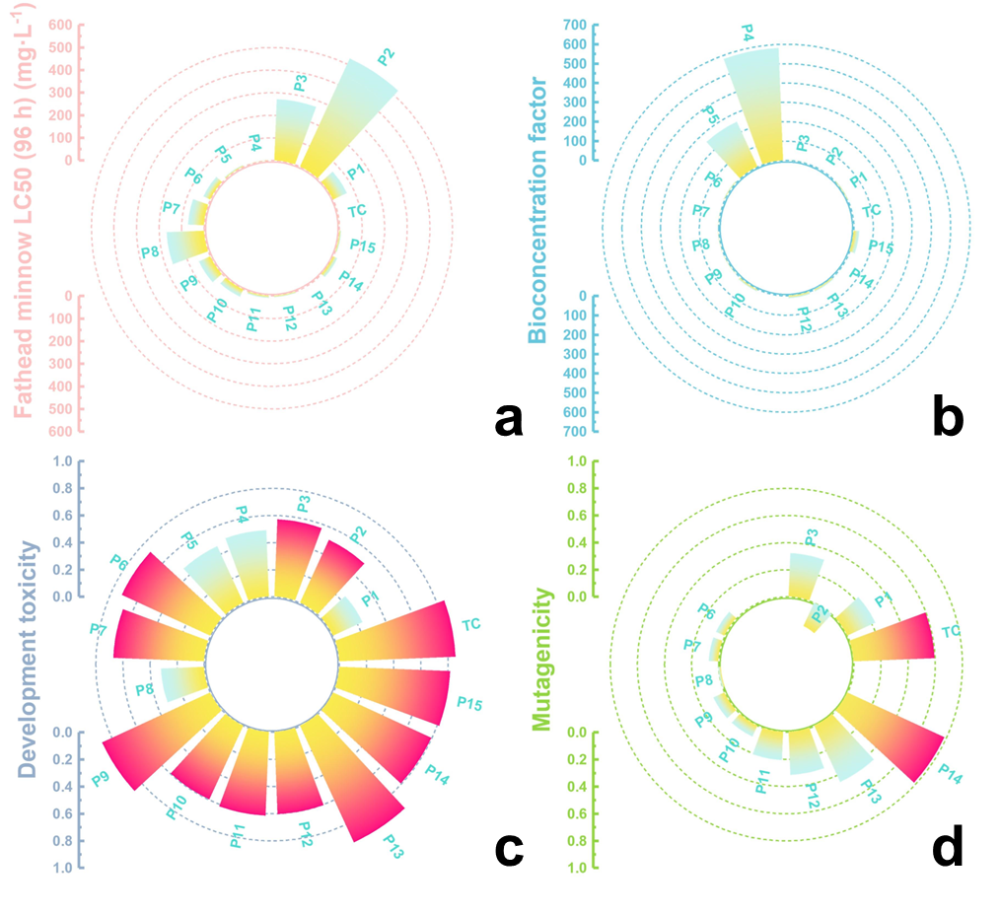 Fathead minnow LC50 (96 h) (mg·L⁻¹)
600
500
400
300
200
100
0
0
100
200
300
400
500
600
P4
P3
P2
P5
P1
P6
TC
P7
P15
P8
P14
P9
P13
P10
P11
P12
a
Bioconcentration factor
700
600
500
400
300
200
100
0
0
100
200
300
400
500
600
700
P4
P5
P3
P2
P6
P1
P7
TC
P8
P15
P9
P14
P10
P13
P12
b
Development toxicity
1.0
0.8
0.6
0.4
0.2
0.0
0.0
0.2
0.4
0.6
0.8
1.0
P3
P4
P2
P5
P6
P1
P7
TC
P8
P15
P9
P14
P10
P11
P12
P13
c
Mutagenicity
1.0
0.8
0.6
0.4
0.2
0.0
0.0
0.2
0.4
0.6
0.8
1.0
P3
P1
P6
P2
TC
P7
P8
P9
P10
P14
P11
P12
P13
d